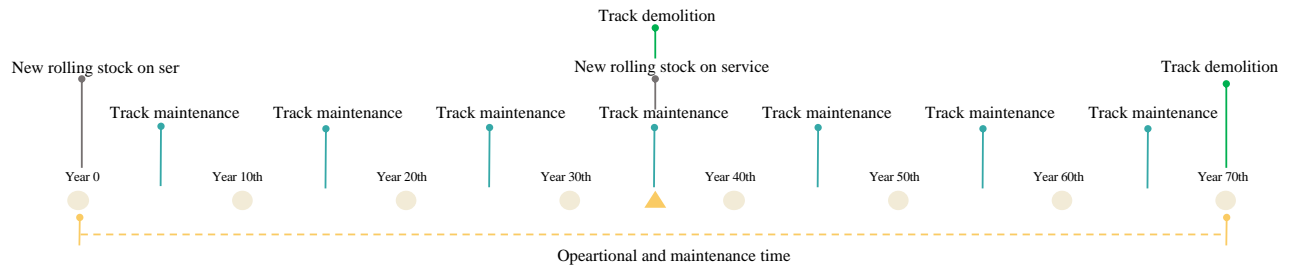 Track demolition
New rolling stock on ser
New rolling stock on service
Track demolition
Track maintenance
Track maintenance
Track maintenance
Track maintenance
Track maintenance
Track maintenance
Track maintenance
Year 0
Year 10th
Year 20th
Year 30th
Year 40th
Year 50th
Year 60th
Year 70th
Opeartional and maintenance time